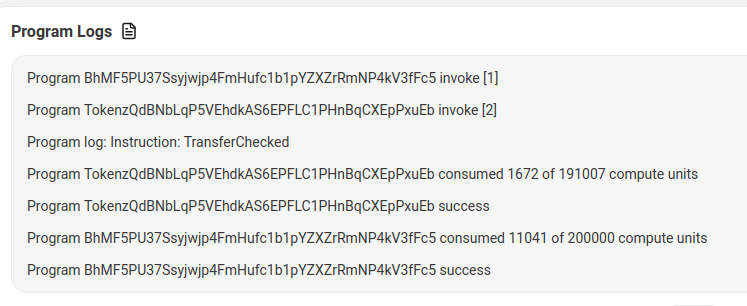 Program Logs
Program BhMF5PU37Ssyjwjp4FmHufc1b1pYZXZrRmNP4kV3fFc5 invoke [1]
Program TokenzQdBNbLqP5VEhdkAS6EPFLC1PHnBqCXEpPxuEb invoke [2]
Program log: Instruction: TransferChecked
Program TokenzQdBNbLqP5VEhdkAS6EPFLC1PHnBqCXEpPxuEb consumed 1672 of 191007 compute units
Program TokenzQdBNbLqP5VEhdkAS6EPFLC1PHnBqCXEpPxuEb success
Program BhMF5PU37Ssyjwjp4FmHufc1b1pYZXZrRmNP4kV3fFc5 consumed 11041 of 200000 compute units
Program BhMF5PU37Ssyjwjp4FmHufc1b1pYZXZrRmNP4kV3fFc5 success